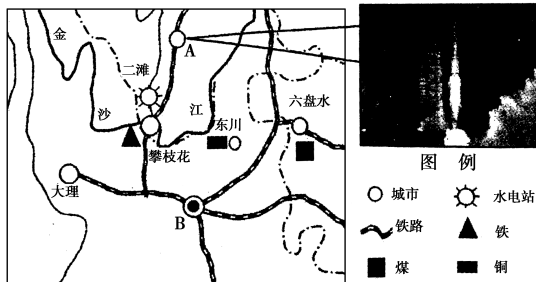 金
沙
江
二滩
A
东川
六盘水
攀枝花
大理
B
图 例
城市
水电站
铁路
铁
煤
铜